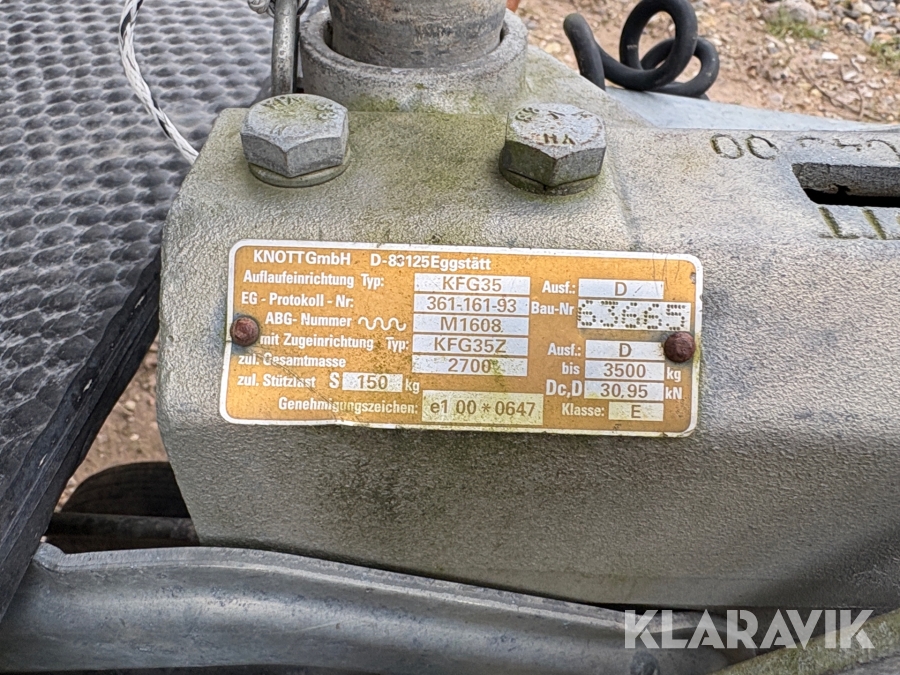 KNOTT GmbH D-83125 Eggstätt
Auflaufeinrichtung Typ: KFG35 Ausf.: D
EG - Protokoll - Nr: 361-161-93 Bau-Nr 63665
ABG- Nummer M1608
mit Zugeinrichtung Typ: KFG35Z Ausf.: D
zul. Gesamtmasse 2700 bis 3500 kg
zul. Stützlast S 150 kg Dc,D 30,95 kN
Genehmigungszeichen: e1 00 * 0647 Klasse: E
KLARAVIK